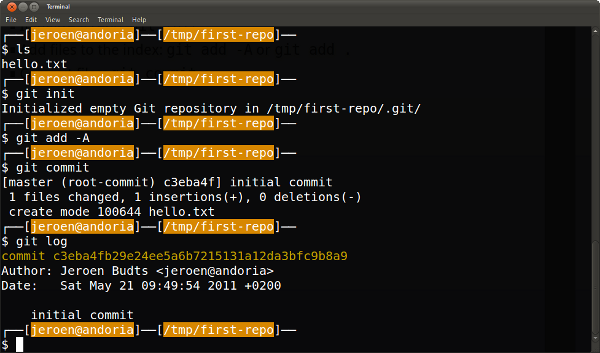 Terminal
File Edit View Search Terminal Help
┌──[jeroen@andoria]──[/tmp/first-repo]──
$ ls
hello.txt
┌──[jeroen@andoria]──[/tmp/first-repo]──
$ git init
Initialized empty Git repository in /tmp/first-repo/.git/
┌──[jeroen@andoria]──[/tmp/first-repo]──
$ git add -A
┌──[jeroen@andoria]──[/tmp/first-repo]──
$ git commit
[master (root-commit) c3eba4f] initial commit
 1 files changed, 1 insertions(+), 0 deletions(-)
 create mode 100644 hello.txt
┌──[jeroen@andoria]──[/tmp/first-repo]──
$ git log
commit c3eba4fb29e24ee5a6b7215131a12da3bfc9b8a9
Author: Jeroen Budts <jeroen@andoria>
Date:   Sat May 21 09:49:54 2011 +0200

    initial commit
┌──[jeroen@andoria]──[/tmp/first-repo]──
$